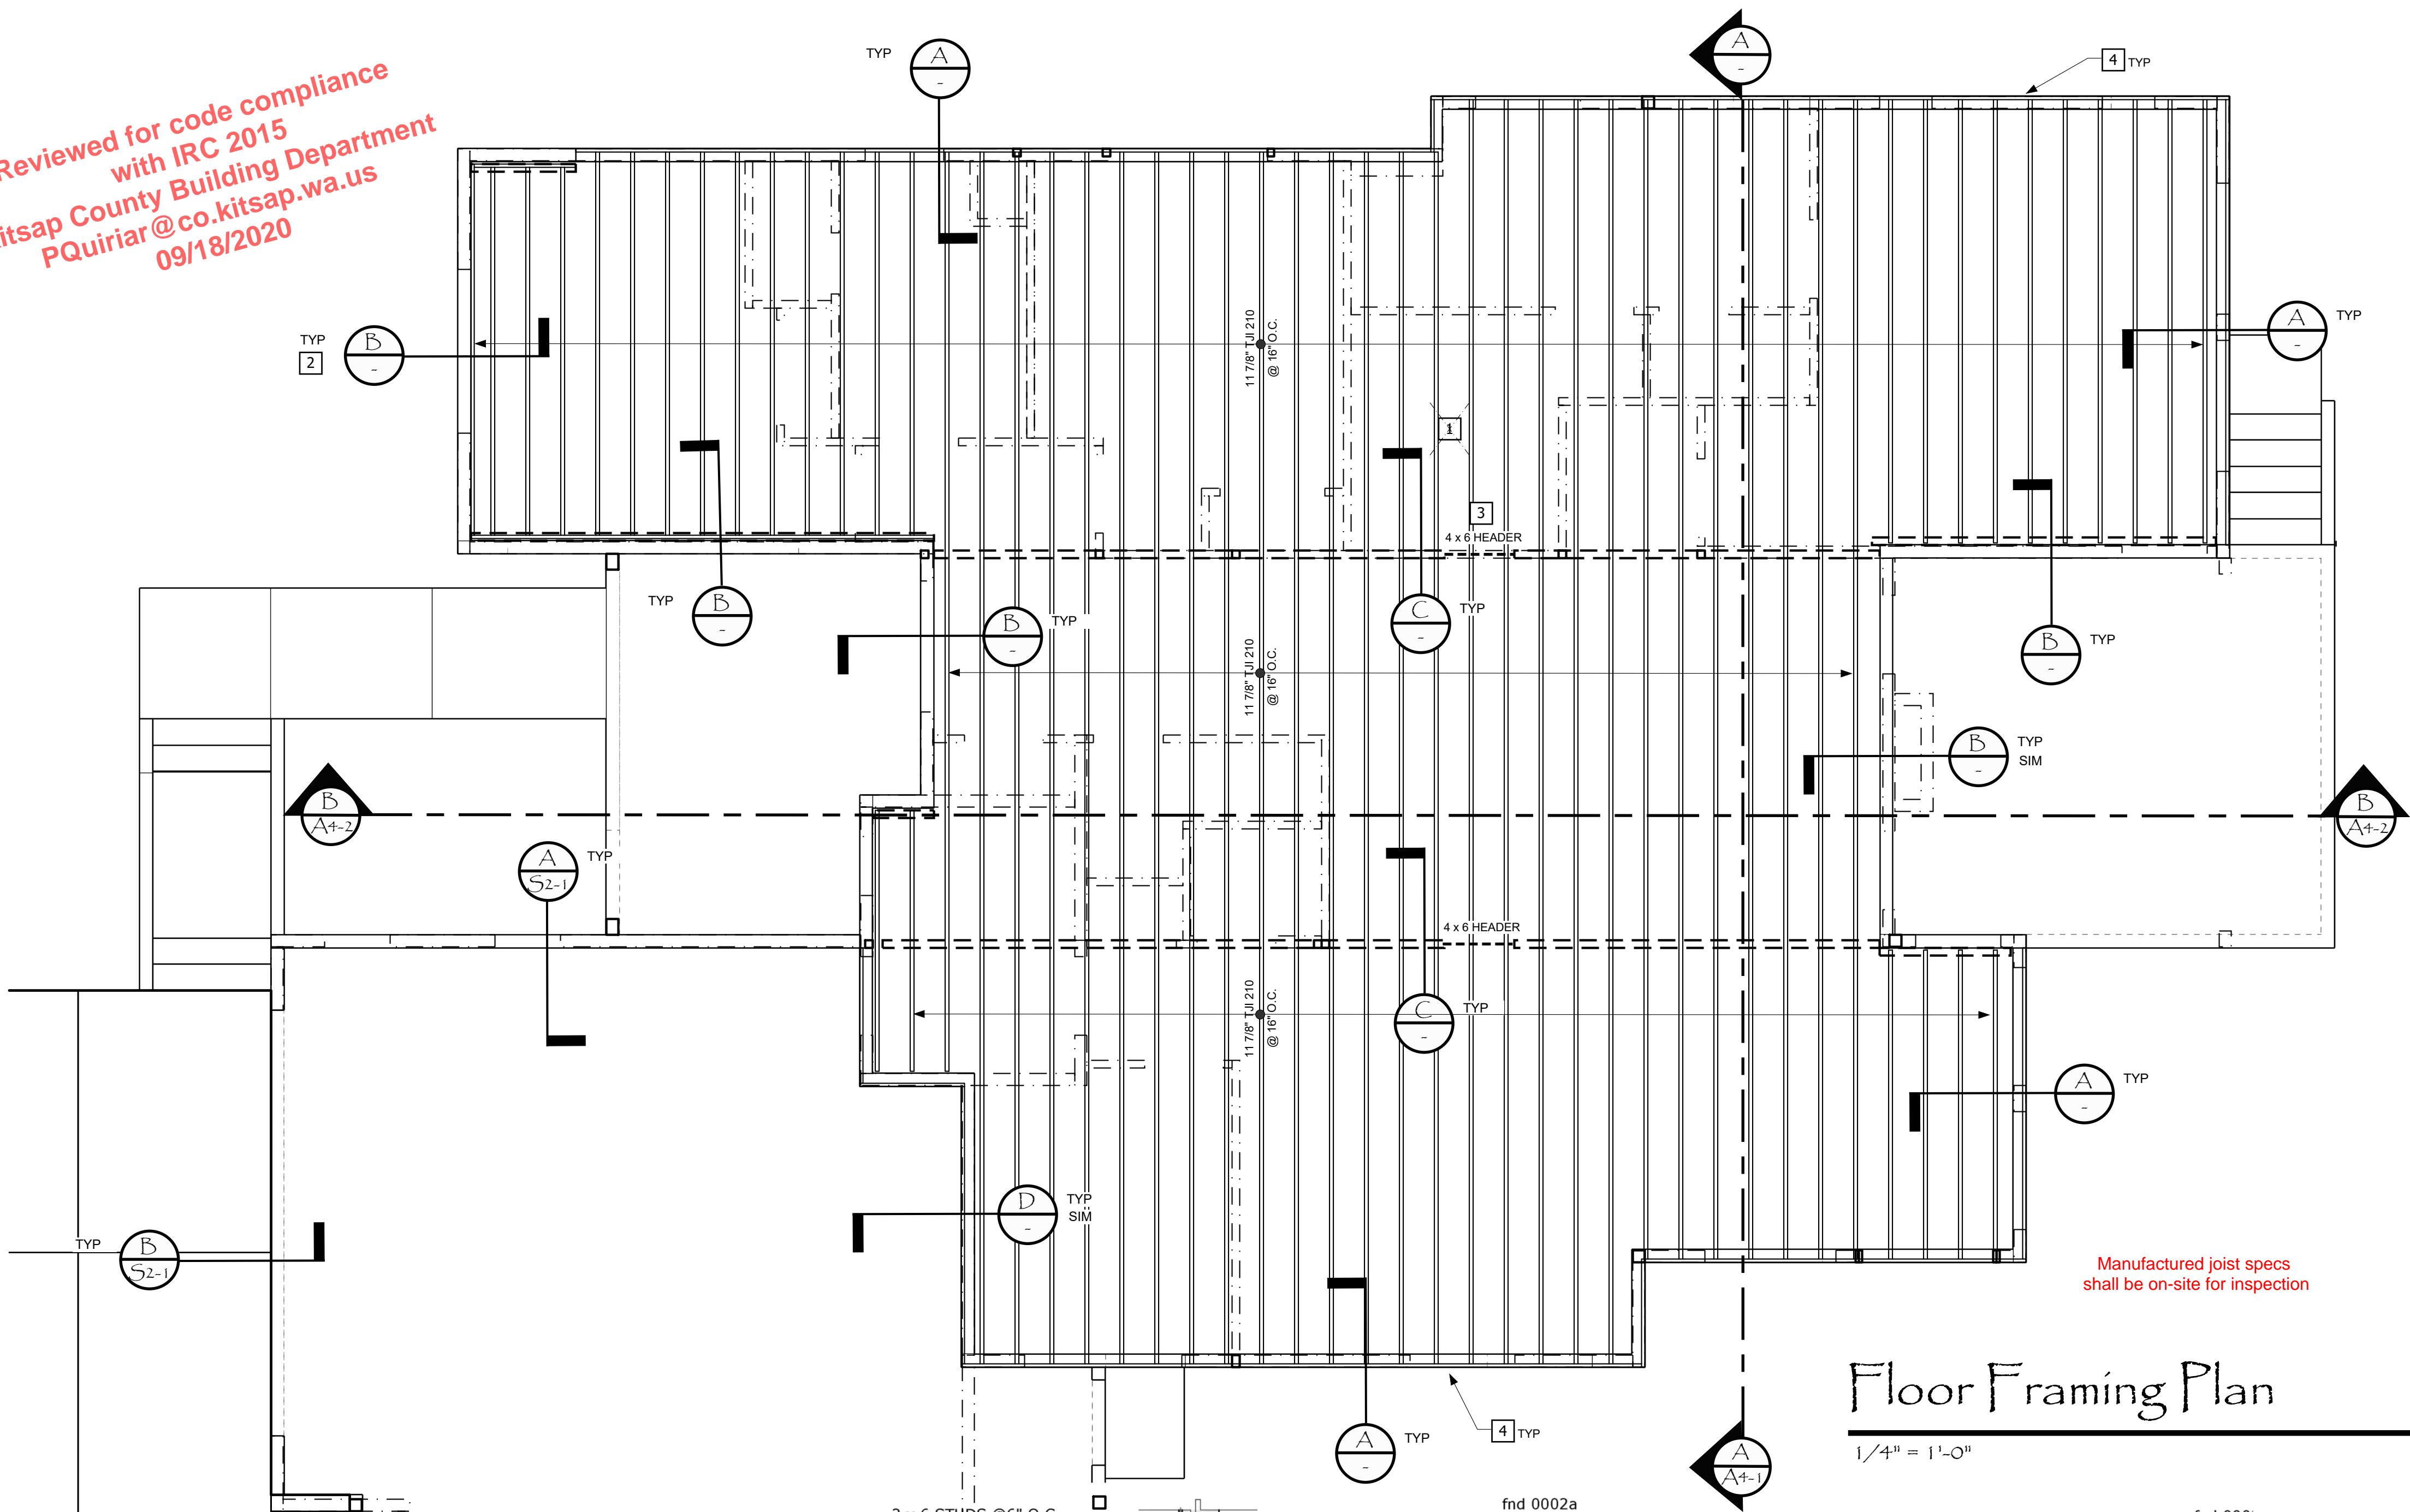 Reviewed for code compliance
with IRC 2015
itsap County Building Department
PQuiriar@co.kitsap.wa.us
09/18/2020
TYP
A
-
A
-
4 TYP
TYP
2
B
-
11 7/8" TJI 210
@ 16" O.C.
A
-
TYP
1
3
4 x 6 HEADER
TYP
B
-
B
-
TYP
C
-
TYP
B
-
TYP
11 7/8" TJI 210
@ 16" O.C.
B
-
TYP
SIM
B
A4-2
B
A4-2
A
S2-1
TYP
4 x 6 HEADER
11 7/8" TJI 210
@ 16" O.C.
C
-
TYP
A
-
TYP
D
-
TYP
SIM
TYP
B
S2-1
Manufactured joist specs
shall be on-site for inspection
Floor Framing Plan
1/4" = 1'-0"
A
-
TYP
4 TYP
A
A4-1
fnd 0002a